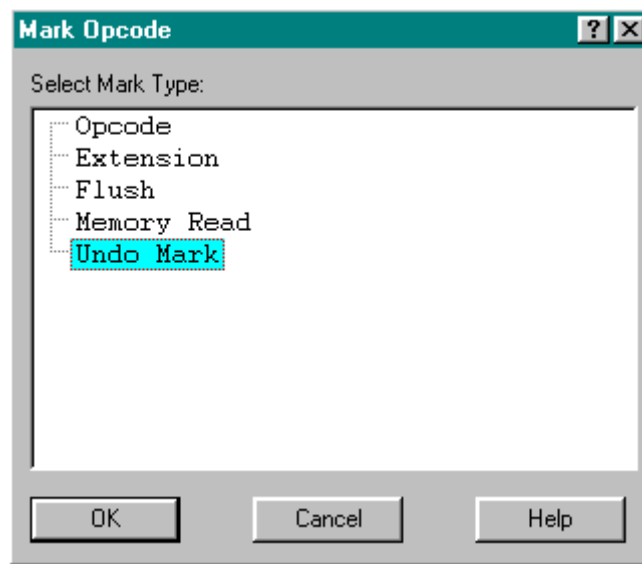 Mark Opcode ? ×
Select Mark Type:
Opcode
Extension
Flush
Memory Read
Undo Mark
OK Cancel Help